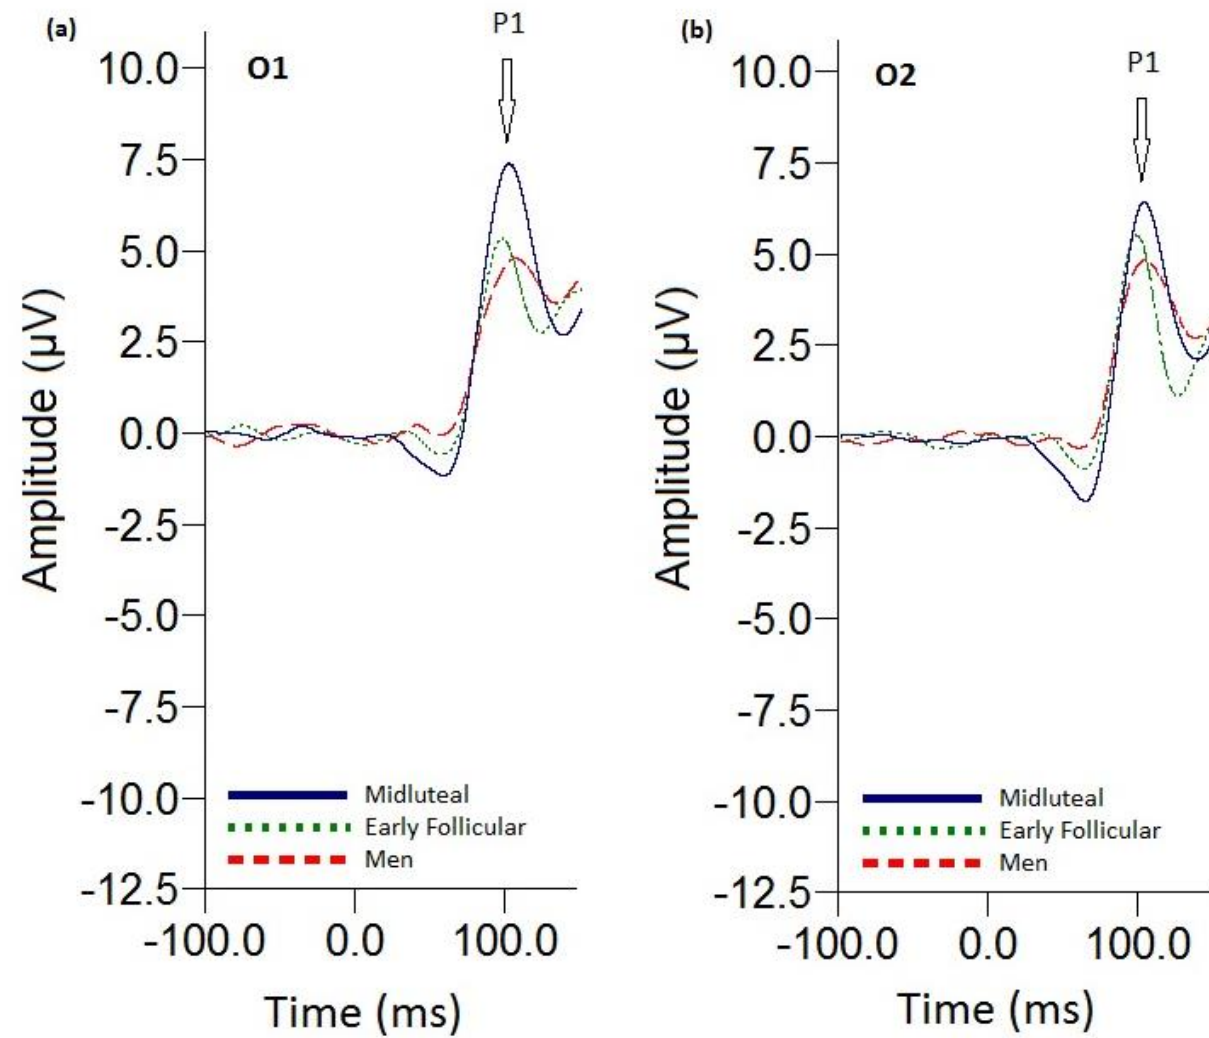 (a)
P1
O1
10.0
7.5
5.0
2.5
0.0
-2.5
-5.0
-7.5
-10.0
-12.5
Amplitude (µV)
Midluteal
Early Follicular
Men
-100.0 0.0 100.0
Time (ms)
(b)
P1
O2
10.0
7.5
5.0
2.5
0.0
-2.5
-5.0
-7.5
-10.0
-12.5
Amplitude (µV)
Midluteal
Early Follicular
Men
-100.0 0.0 100.0
Time (ms)